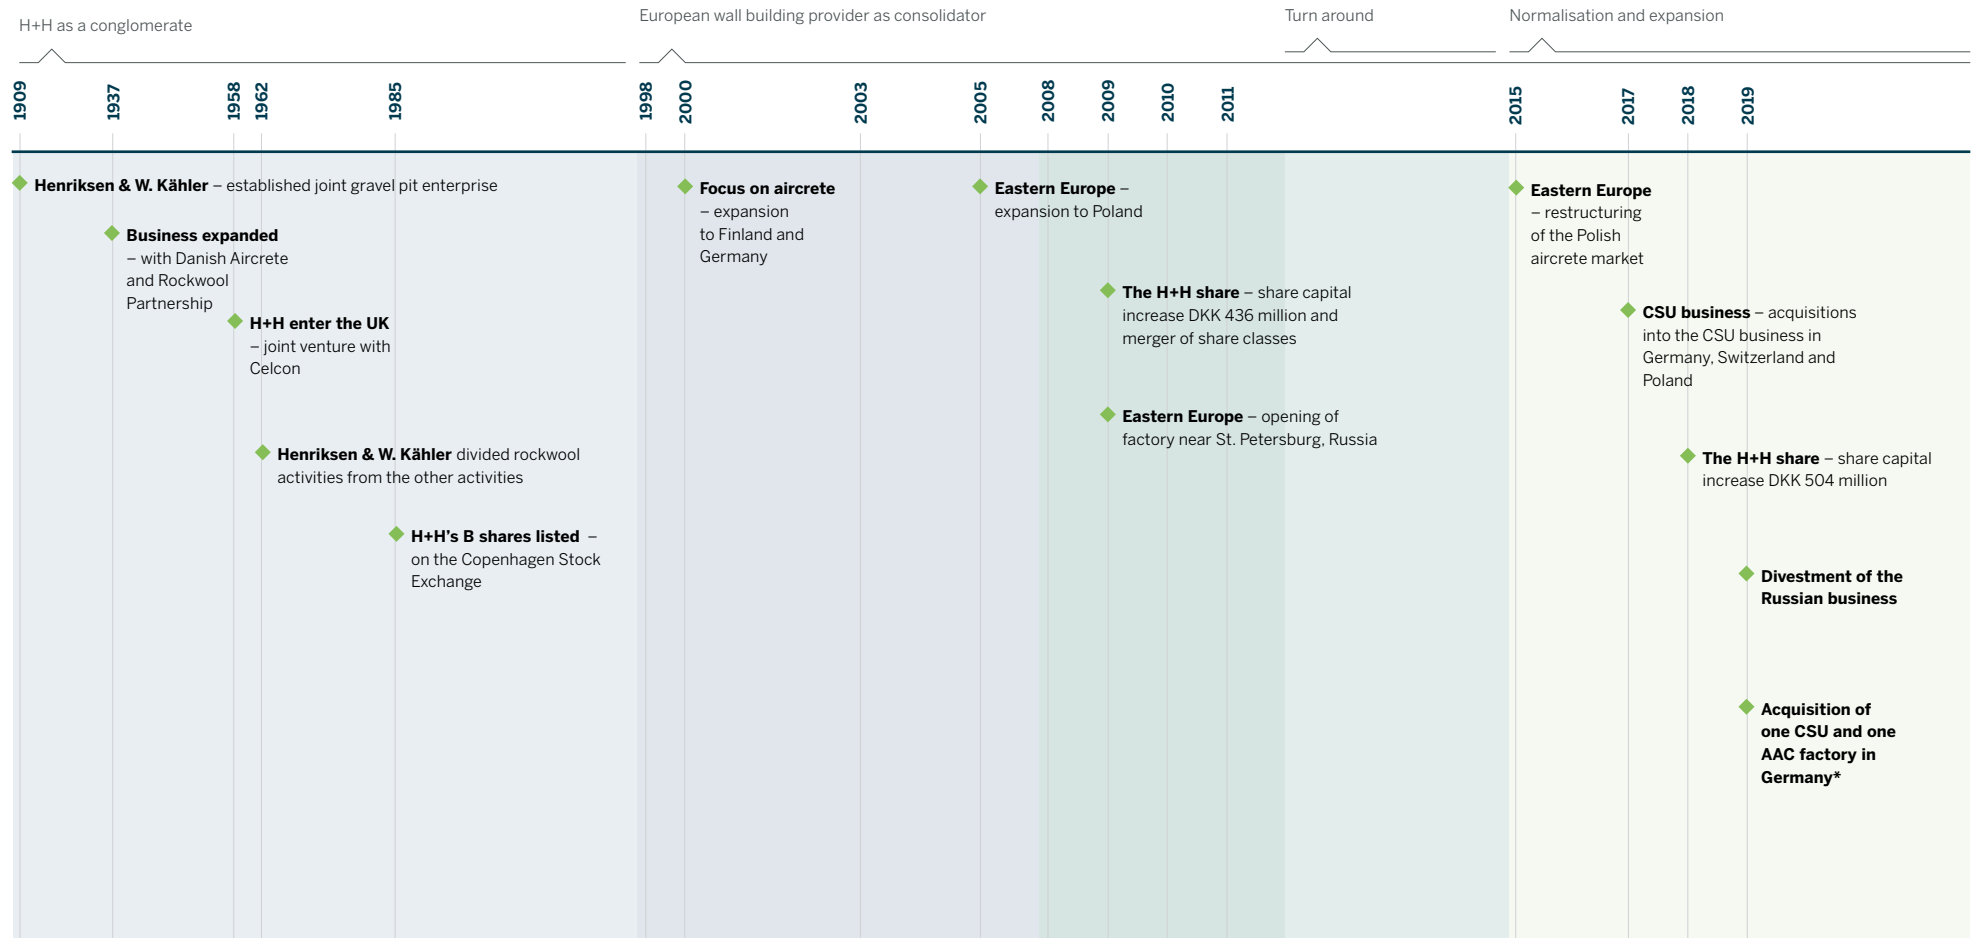 H+H as a conglomerate
European wall building provider as consolidator
Turn around
Normalisation and expansion
1909
1937
1958
1962
1985
1998
2000
2003
2005
2008
2009
2010
2011
2015
2017
2018
2019
Henriksen & W. Kähler – established joint gravel pit enterprise
Business expanded
– with Danish Aircrete
and Rockwool
Partnership
H+H enter the UK
– joint venture with
Celcon
Henriksen & W. Kähler divided rockwool
activities from the other activities
H+H's B shares listed –
on the Copenhagen Stock
Exchange
Focus on aircrete
– expansion
to Finland and
Germany
Eastern Europe –
expansion to Poland
The H+H share – share capital
increase DKK 436 million and
merger of share classes
Eastern Europe – opening of
factory near St. Petersburg, Russia
Eastern Europe
– restructuring
of the Polish
aircrete market
CSU business – acquisitions
into the CSU business in
Germany, Switzerland and
Poland
The H+H share – share capital
increase DKK 504 million
Divestment of the
Russian business
Acquisition of
one CSU and one
AAC factory in
Germany*